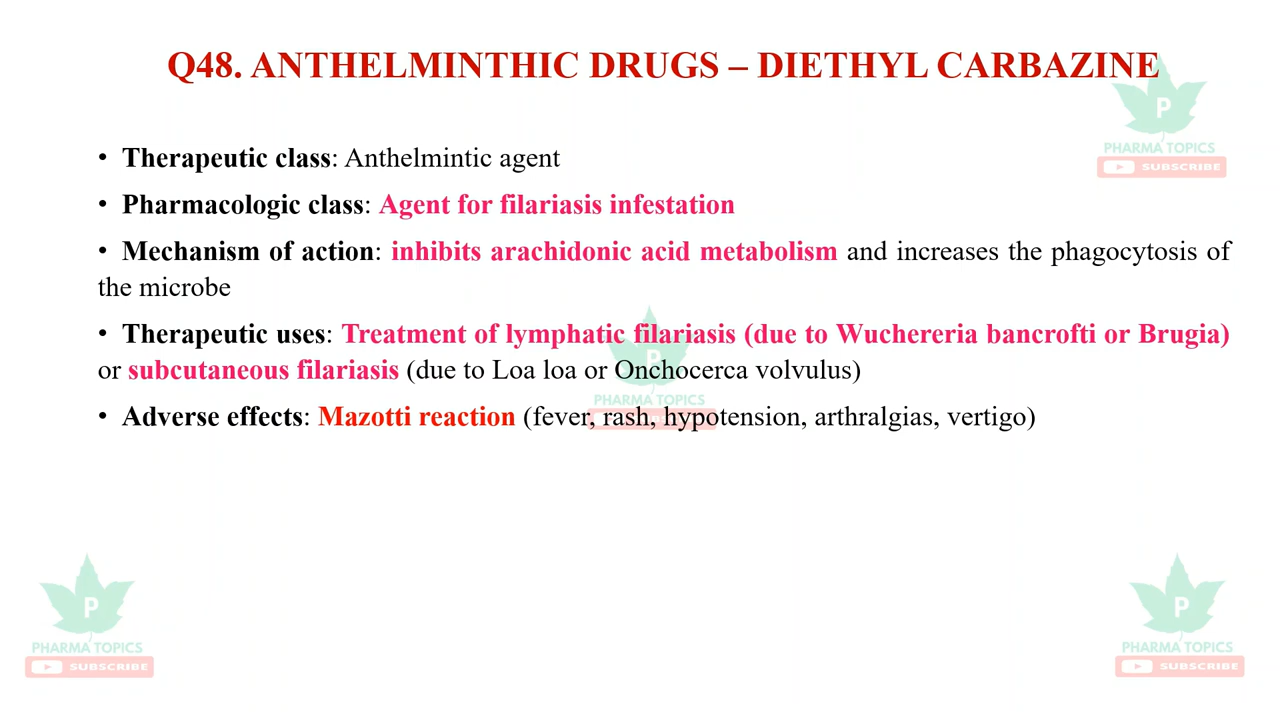 Q48. ANTHELMINTHIC DRUGS – DIETHYL CARBAZINE
P
PHARMA TOPICS
SUBSCRIBE
• Therapeutic class: Anthelmintic agent
• Pharmacologic class: Agent for filariasis infestation
• Mechanism of action: inhibits arachidonic acid metabolism and increases the phagocytosis of
the microbe
• Therapeutic uses: Treatment of lymphatic filariasis (due to Wuchereria bancrofti or Brugia)
or subcutaneous filariasis (due to Loa loa or Onchocerca volvulus)
P
PHARMA TOPICS
• Adverse effects: Mazotti reaction (fever, rash, hypotension, arthralgias, vertigo)
P
PHARMA TOPICS
SUBSCRIBE
P
PHARMA TOPICS
SUBSCRIBE